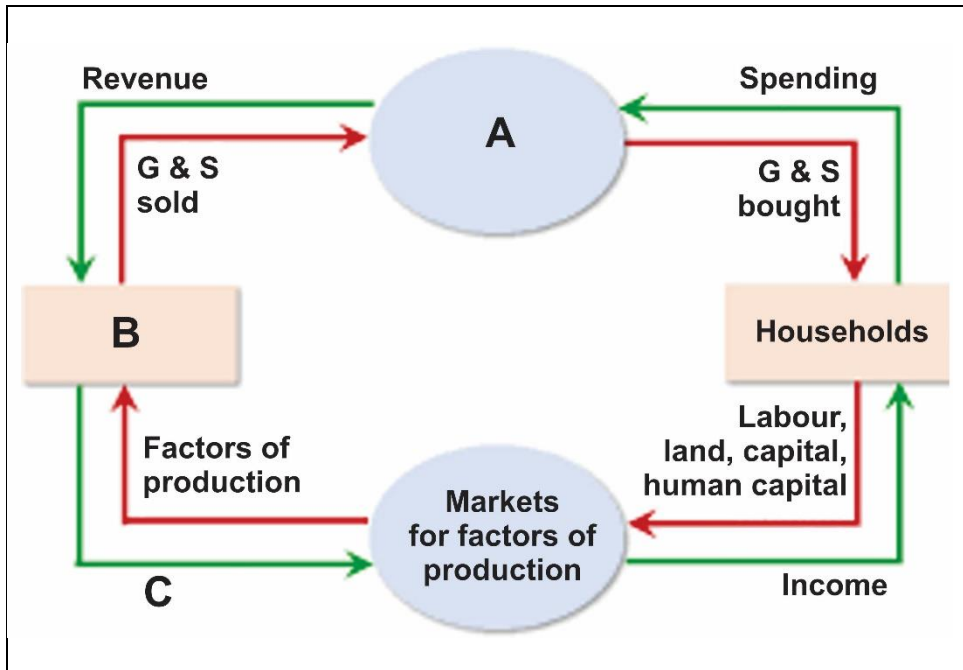 Revenue
Spending
A
G & S
sold
G & S
bought
B
Households
Factors of
production
Labour,
land, capital,
human capital
Markets
for factors of
production
C
Income